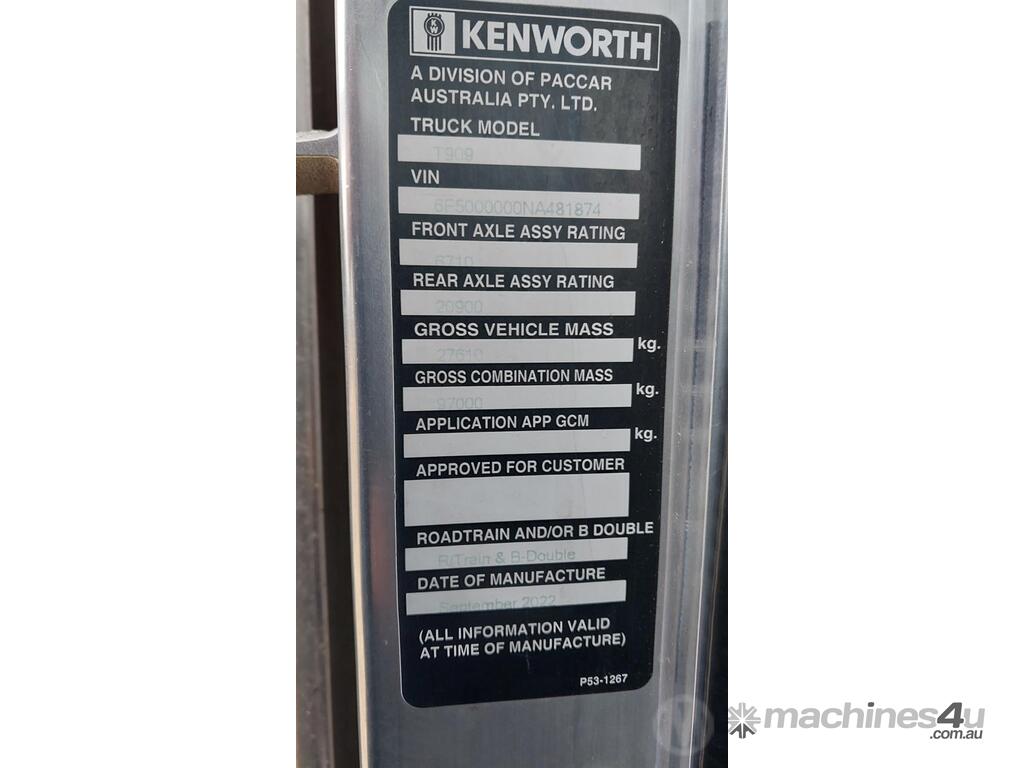 KENWORTH
A DIVISION OF PACCAR
AUSTRALIA PTY. LTD.
TRUCK MODEL
T909
VIN
6F5000000NA481874
FRONT AXLE ASSY RATING
6710
REAR AXLE ASSY RATING
20900
GROSS VEHICLE MASS
27610 kg.
GROSS COMBINATION MASS
97000 kg.
APPLICATION APP GCM
kg.
APPROVED FOR CUSTOMER
ROADTRAIN AND/OR B DOUBLE
R/Train & B-Double
DATE OF MANUFACTURE
September 2022
(ALL INFORMATION VALID
AT TIME OF MANUFACTURE)
P53-1267
machines4u
.com.au